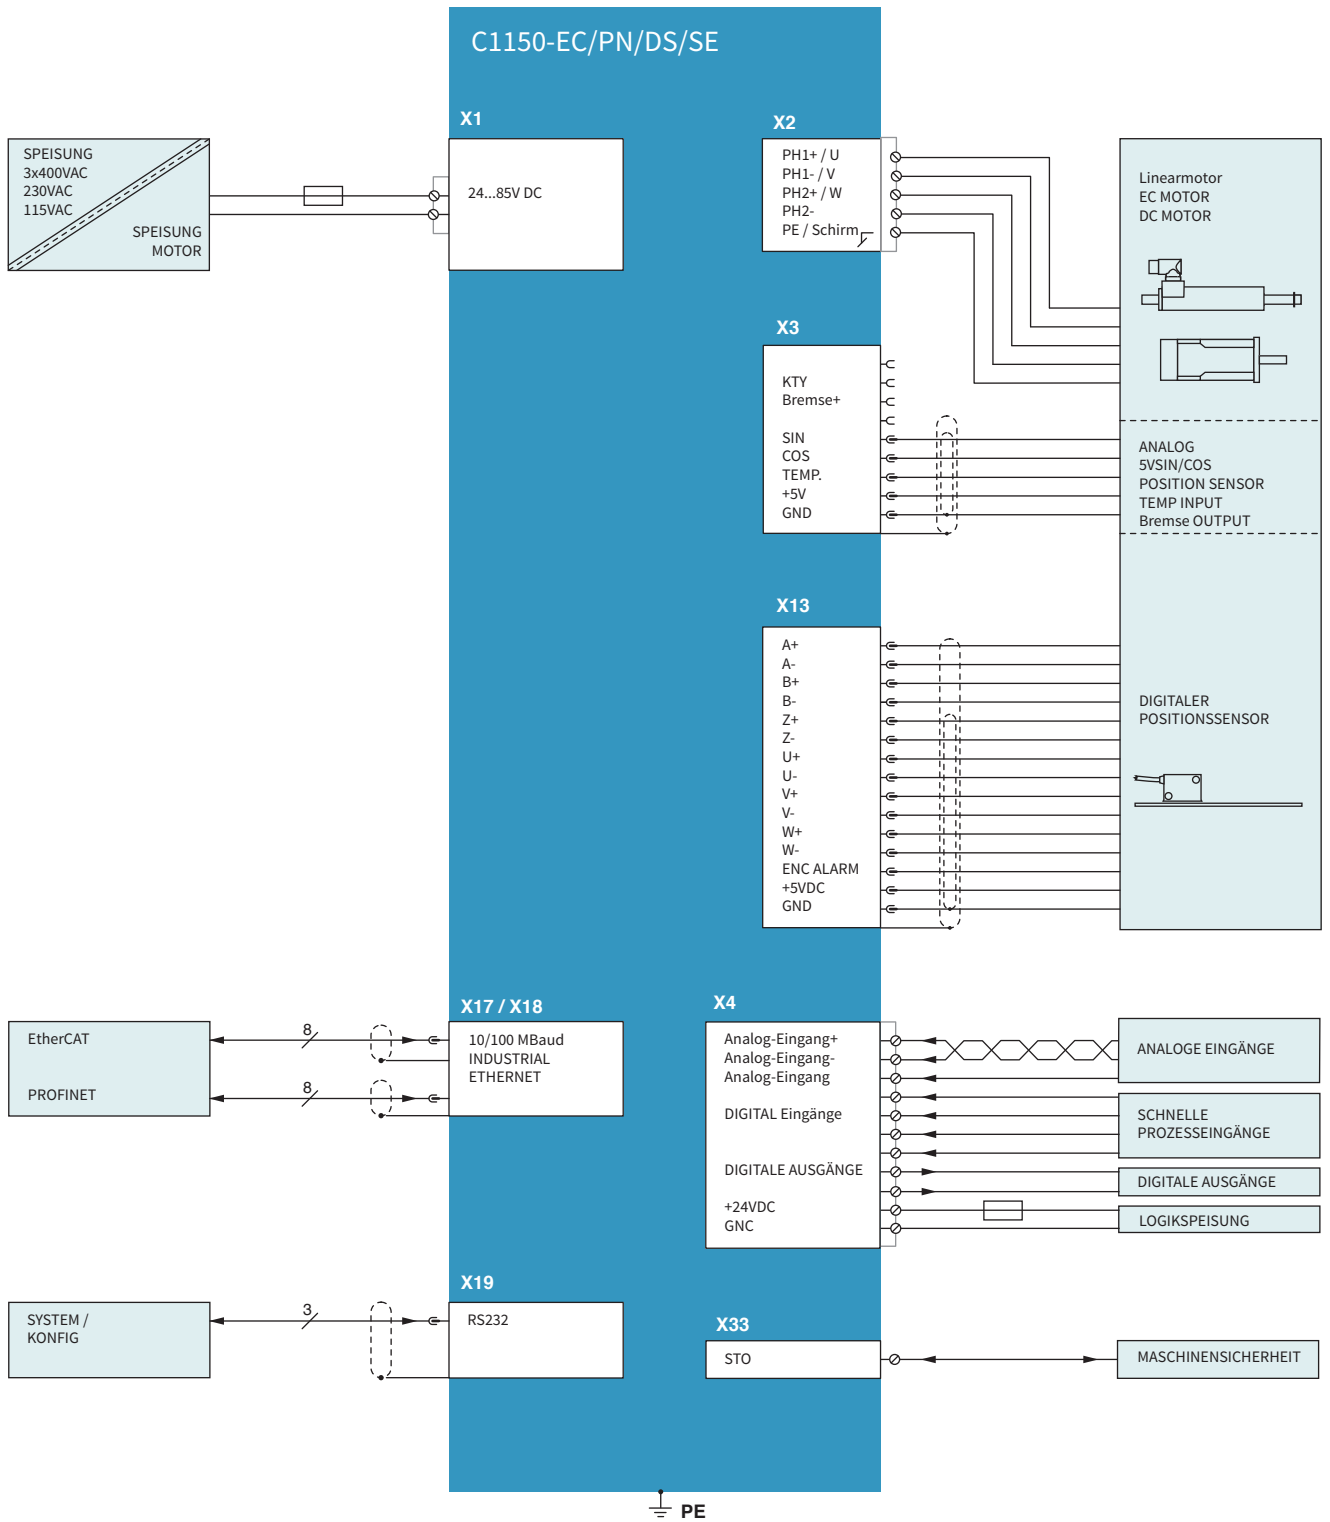 C1150-EC/PN/DS/SE
X1
SPEISUNG
3x400VAC
230VAC
115VAC
SPEISUNG
MOTOR
24...85V DC
X2
PH1+ / U
PH1- / V
PH2+ / W
PH2-
PE / Schirm
Linearmotor
EC MOTOR
DC MOTOR
X3
KTY
Bremse+
SIN
COS
TEMP.
+5V
GND
ANALOG
5VSIN/COS
POSITION SENSOR
TEMP INPUT
Bremse OUTPUT
X13
A+
A-
B+
B-
Z+
Z-
U+
U-
V+
V-
W+
W-
ENC ALARM
+5VDC
GND
DIGITALER
POSITIONSSENSOR
X17 / X18
EtherCAT
PROFINET
8
8
10/100 MBaud
INDUSTRIAL
ETHERNET
X4
Analog-Eingang+
Analog-Eingang-
Analog-Eingang
DIGITAL Eingänge
DIGITALE AUSGÄNGE
+24VDC
GNC
ANALOGE EINGÄNGE
SCHNELLE
PROZESSEINGÄNGE
DIGITALE AUSGÄNGE
LOGIKSPEISUNG
X19
SYSTEM /
KONFIG
3
RS232
X33
STO
MASCHINENSICHERHEIT
PE